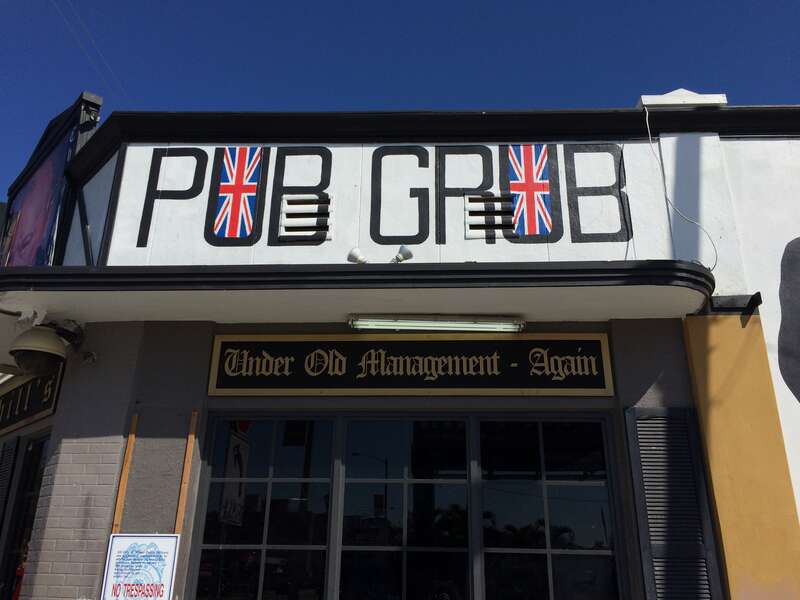 PUB GRUB
Under Old Management - Again
NO TRESPASSING